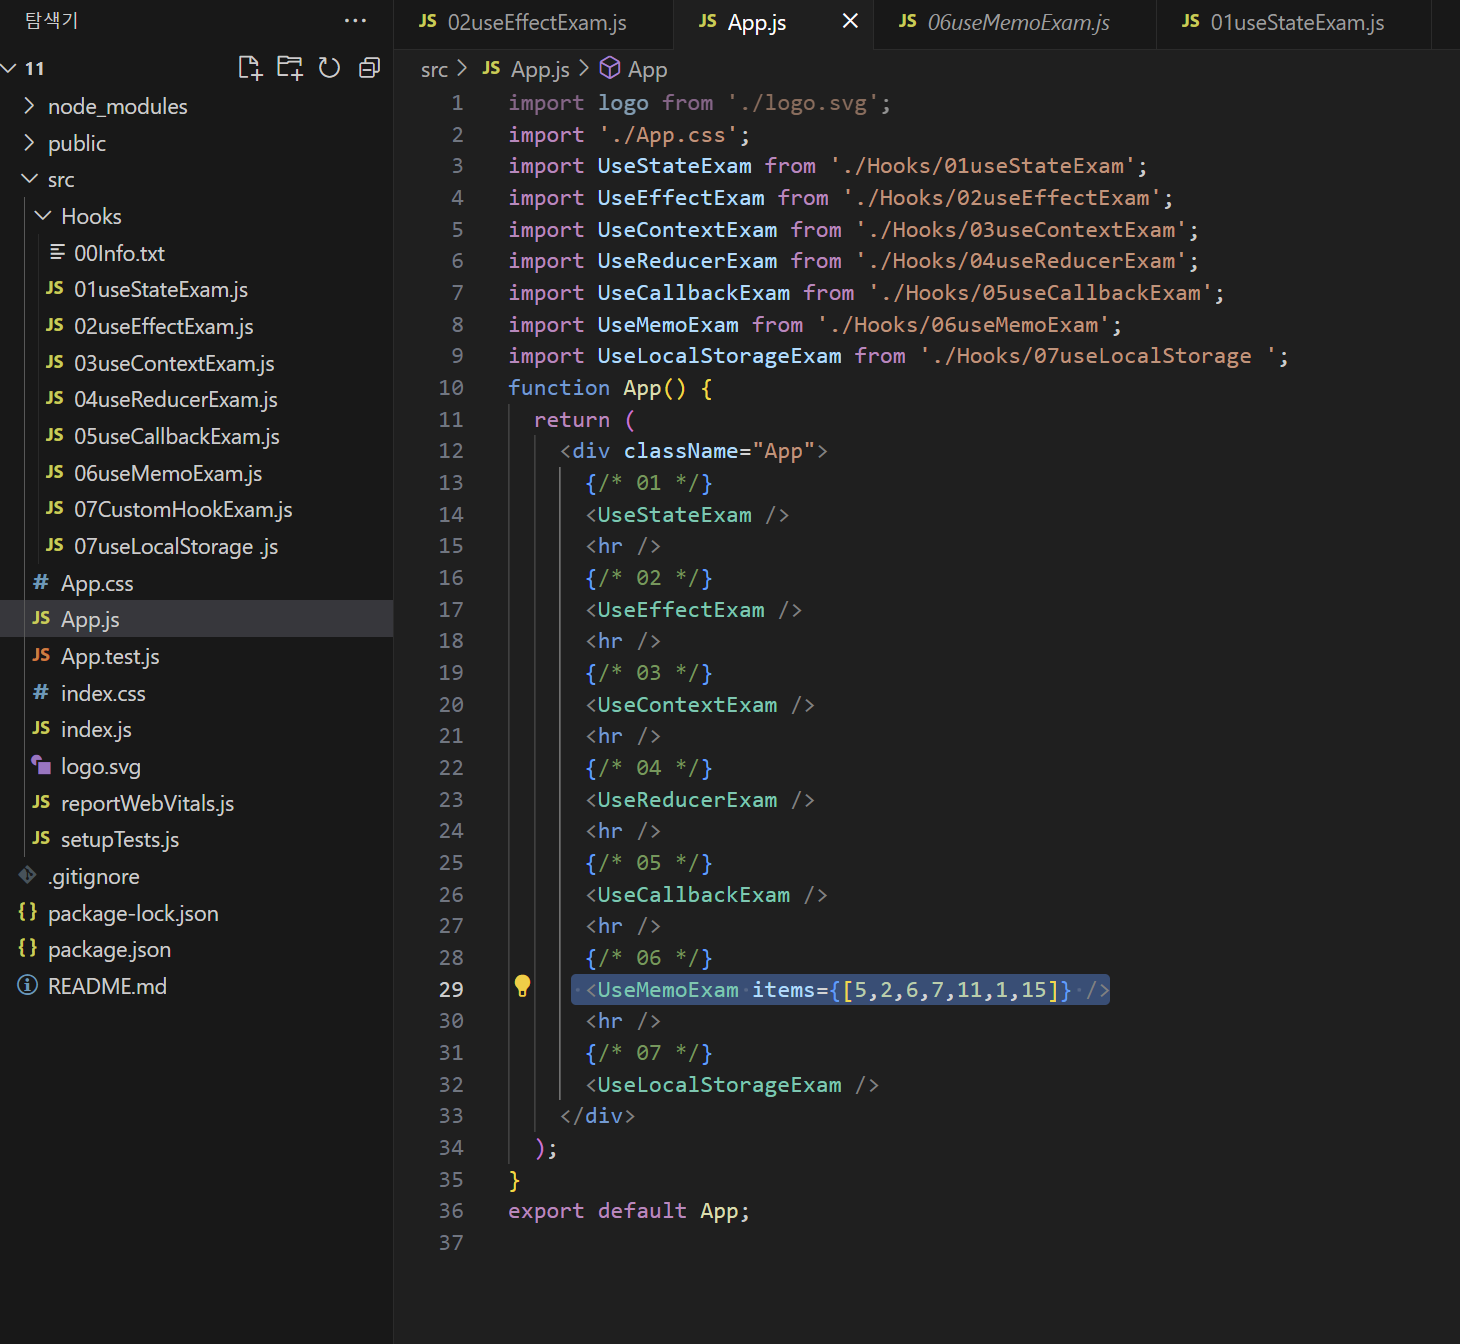 탐색기
11
node_modules
public
src
Hooks
00Info.txt
JS 01useStateExam.js
JS 02useEffectExam.js
JS 03useContextExam.js
JS 04useReducerExam.js
JS 05useCallbackExam.js
JS 06useMemoExam.js
JS 07CustomHookExam.js
JS 07useLocalStorage .js
# App.css
JS App.js
JS App.test.js
# index.css
JS index.js
logo.svg
JS reportWebVitals.js
JS setupTests.js
.gitignore
{} package-lock.json
{} package.json
README.md
JS 02useEffectExam.js
JS App.js
JS 06useMemoExam.js
JS 01useStateExam.js
src > JS App.js > App
1 import logo from './logo.svg';
2 import './App.css';
3 import UseStateExam from './Hooks/01useStateExam';
4 import UseEffectExam from './Hooks/02useEffectExam';
5 import UseContextExam from './Hooks/03useContextExam';
6 import UseReducerExam from './Hooks/04useReducerExam';
7 import UseCallbackExam from './Hooks/05useCallbackExam';
8 import UseMemoExam from './Hooks/06useMemoExam';
9 import UseLocalStorageExam from './Hooks/07useLocalStorage ';
10 function App() {
11   return (
12     <div className="App">
13       {/* 01 */}
14       <UseStateExam />
15       <hr />
16       {/* 02 */}
17       <UseEffectExam />
18       <hr />
19       {/* 03 */}
20       <UseContextExam />
21       <hr />
22       {/* 04 */}
23       <UseReducerExam />
24       <hr />
25       {/* 05 */}
26       <UseCallbackExam />
27       <hr />
28       {/* 06 */}
29       <UseMemoExam items={[5,2,6,7,11,1,15]} />
30       <hr />
31       {/* 07 */}
32       <UseLocalStorageExam />
33     </div>
34   );
35 }
36 export default App;
37